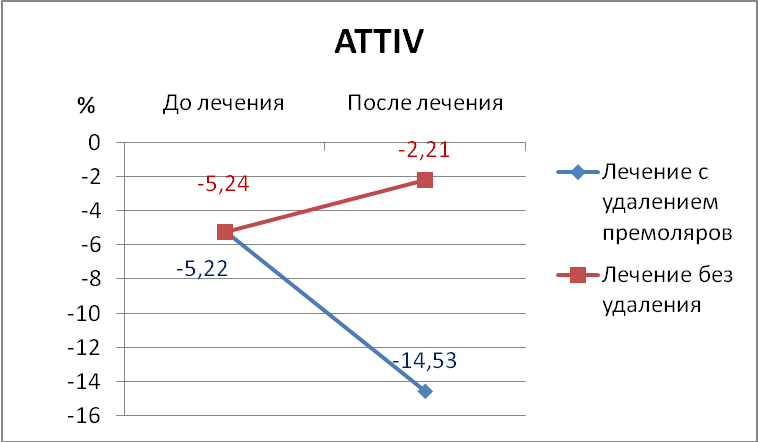 ATTIV
%
До лечения
После лечения
0
-2
-4
-6
-8
-10
-12
-14
-16
-2,21
-5,24
-5,22
-14,53
Лечение с
удалением
премоляров
Лечение без
удаления